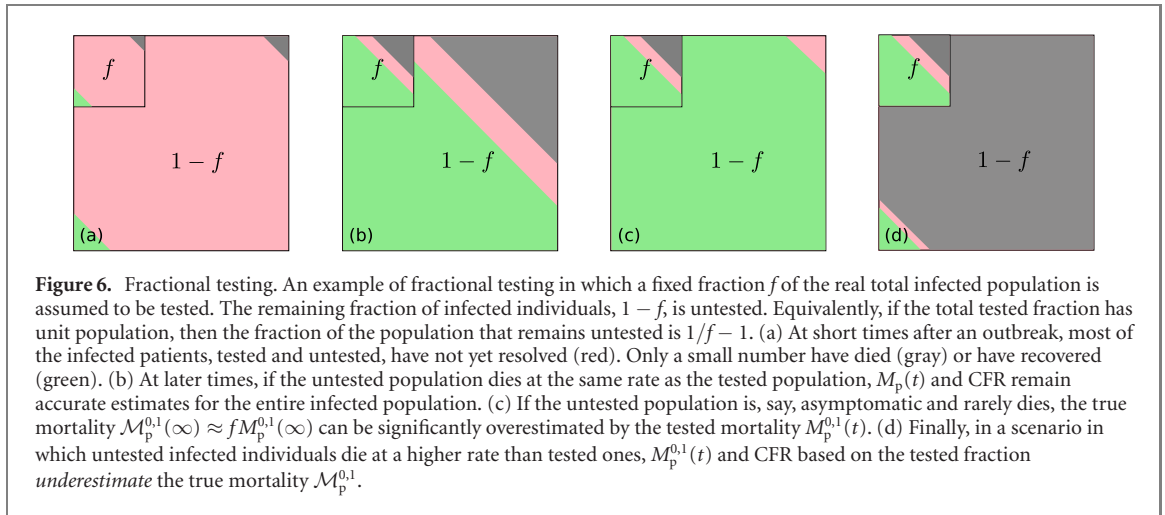 f
f
f
f
1 − f
1 − f
1 − f
1 − f
(a)
(b)
(c)
(d)
Figure 6. Fractional testing. An example of fractional testing in which a fixed fraction f of the real total infected population is
assumed to be tested. The remaining fraction of infected individuals, 1 − f, is untested. Equivalently, if the total tested fraction has
unit population, then the fraction of the population that remains untested is 1/f − 1. (a) At short times after an outbreak, most of
the infected patients, tested and untested, have not yet resolved (red). Only a small number have died (gray) or have recovered
(green). (b) At later times, if the untested population dies at the same rate as the tested population, Mₚ(t) and CFR remain
accurate estimates for the entire infected population. (c) If the untested population is, say, asymptomatic and rarely dies, the true
mortality ℳₚ⁰,¹(∞) ≈ fMₚ⁰,¹(∞) can be significantly overestimated by the tested mortality Mₚ⁰,¹(t). (d) Finally, in a scenario in
which untested infected individuals die at a higher rate than tested ones, Mₚ⁰,¹(t) and CFR based on the tested fraction
underestimate the true mortality ℳₚ⁰,¹.